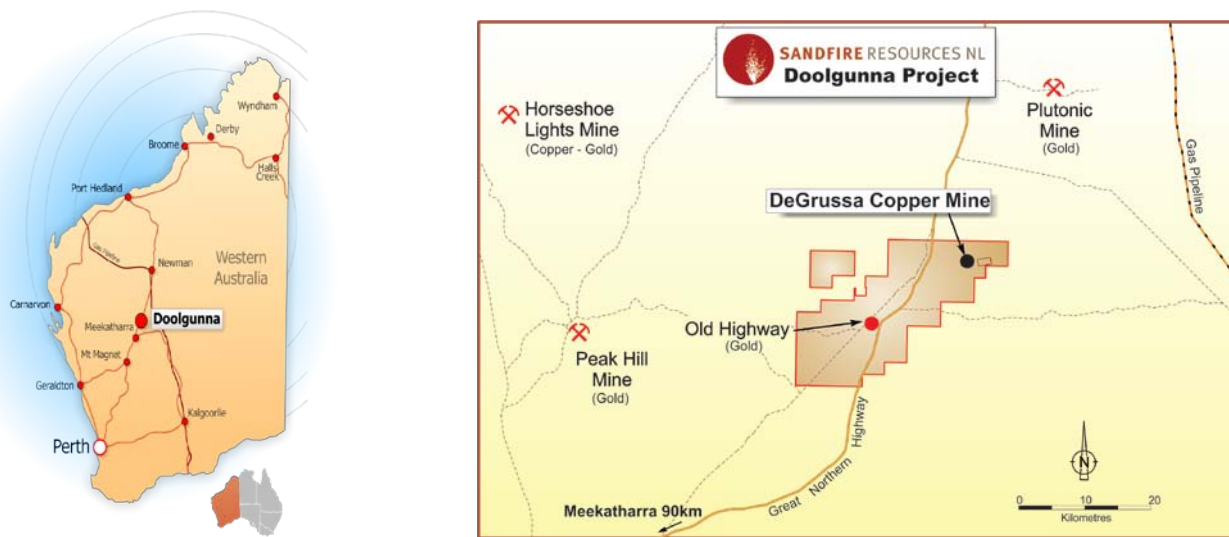 Wyndham
Derby
Broome
Halls
Creek
Port Hedland
Gas Pipeline
Newman
Western
Australia
Carnarvon
Doolgunna
Meekatharra
Mt Magnet
Geraldton
Kalgoorlie
Perth
SANDFIRE RESOURCES NL
Doolgunna Project
Horseshoe
Lights Mine
(Copper - Gold)
Plutonic
Mine
(Gold)
Gas Pipeline
DeGrussa Copper Mine
Old Highway
(Gold)
Peak Hill
Mine
(Gold)
Great Northern Highway
N
Meekatharra 90km
0 10 20
Kilometres